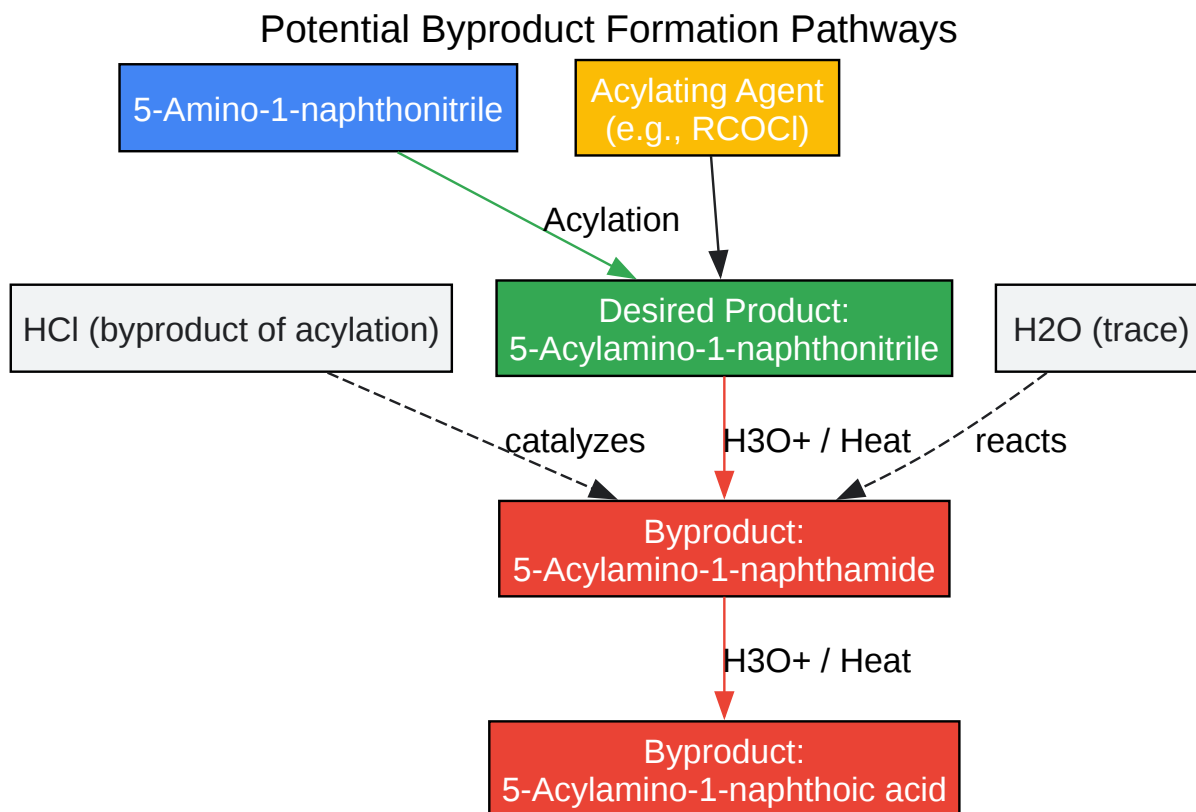 Potential Byproduct Formation Pathways
5-Amino-1-naphthonitrile
Acylating Agent
(e.g., RCOCl)
Acylation
HCl (byproduct of acylation)
Desired Product:
5-Acylamino-1-naphthonitrile
H2O (trace)
catalyzes
H3O+ / Heat
reacts
Byproduct:
5-Acylamino-1-naphthamide
H3O+ / Heat
Byproduct:
5-Acylamino-1-naphthoic acid